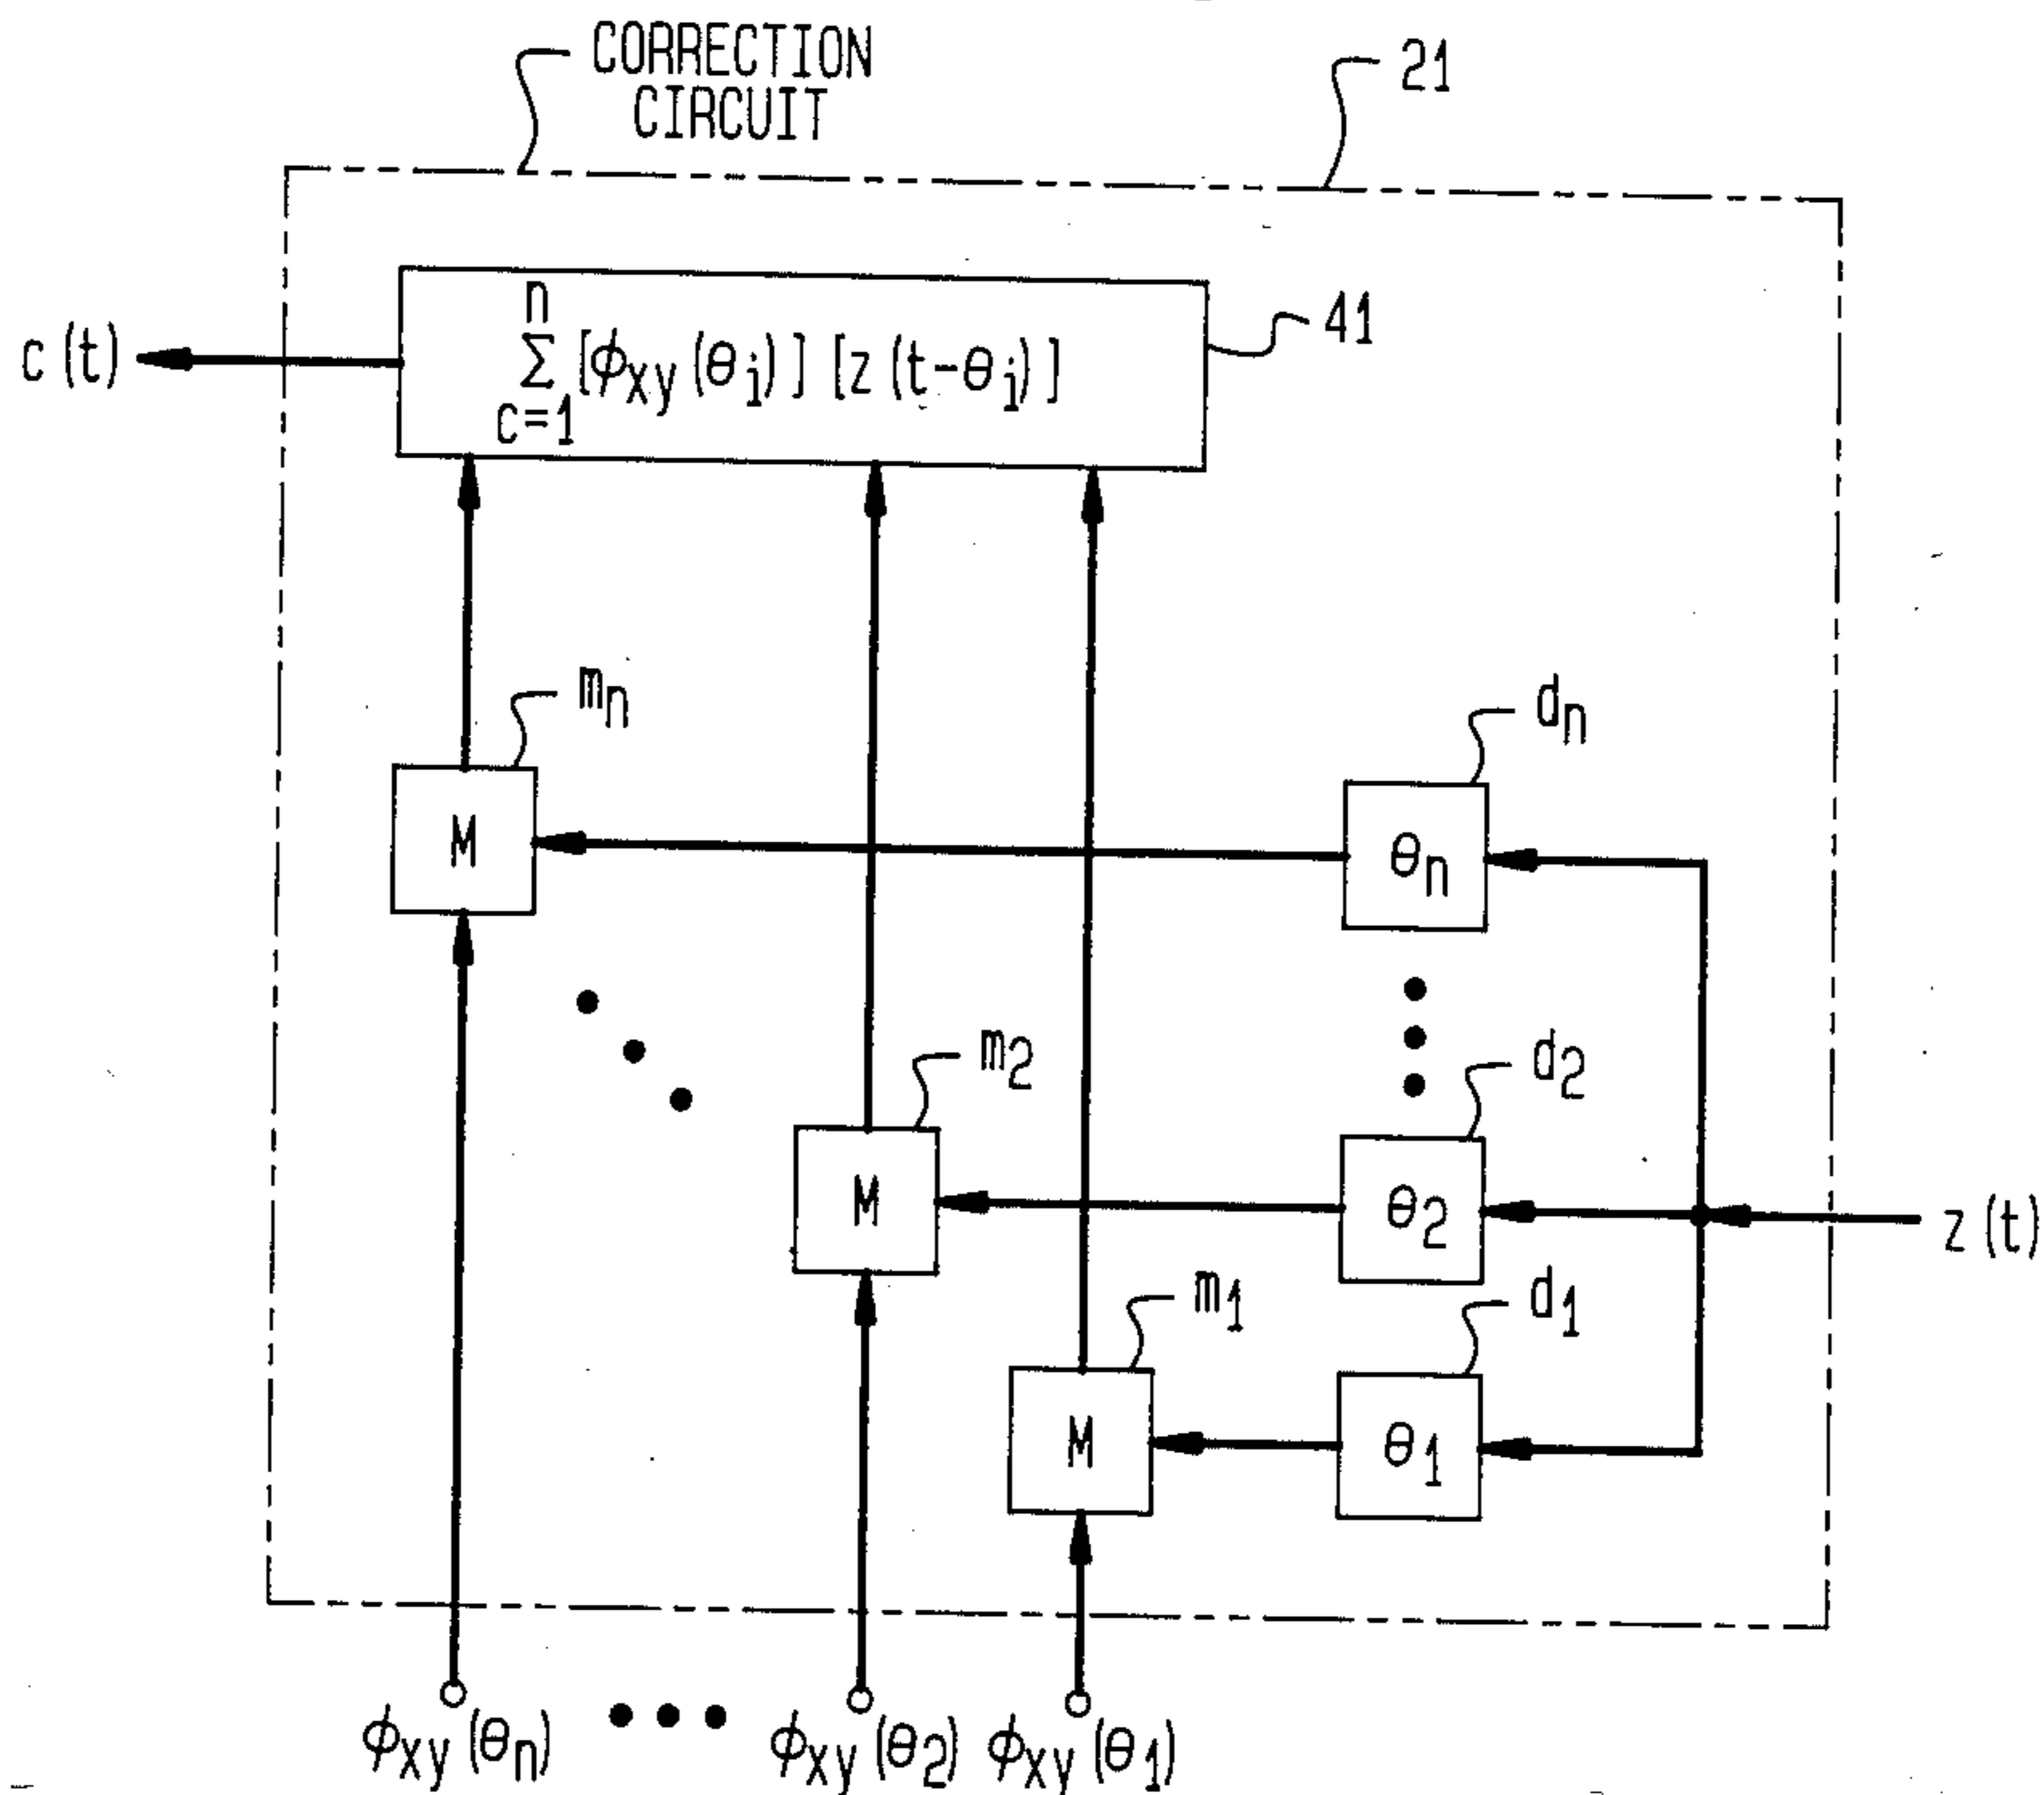 CORRECTION
CIRCUIT
21
n
Σ [ϕxy(θi)] [z(t-θi)]
c=1
41
c(t)
mn
dn
M
θn
m2
d2
M
θ2
z(t)
m1
d1
M
θ1
ϕxy(θn) ••• ϕxy(θ2) ϕxy(θ1)